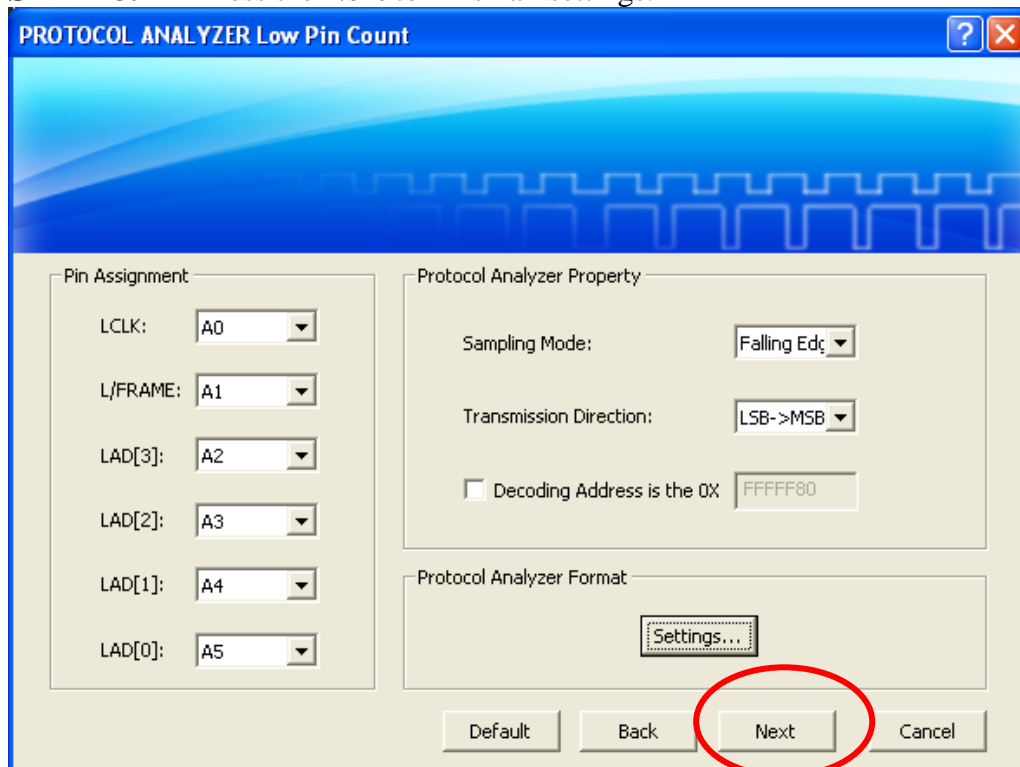 PROTOCOL ANALYZER Low Pin Count
Pin Assignment
LCLK: A0
L/FRAME: A1
LAD[3]: A2
LAD[2]: A3
LAD[1]: A4
LAD[0]: A5
Protocol Analyzer Property
Sampling Mode: Falling Edg
Transmission Direction: LSB->MSB
Decoding Address is the 0X FFFFF80
Protocol Analyzer Format
Settings...
Default Back Next Cancel